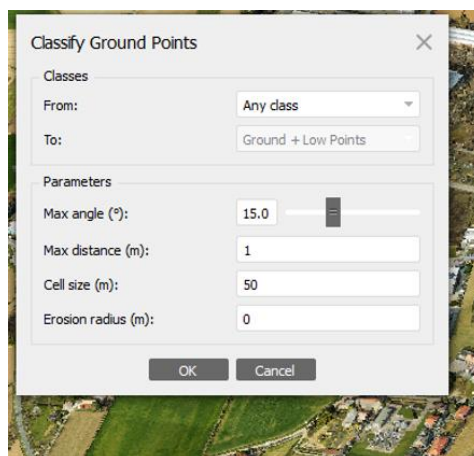 Classify Ground Points
Classes
From: Any class
To: Ground + Low Points
Parameters
Max angle (°): 15.0
Max distance (m): 1
Cell size (m): 50
Erosion radius (m): 0
OK Cancel